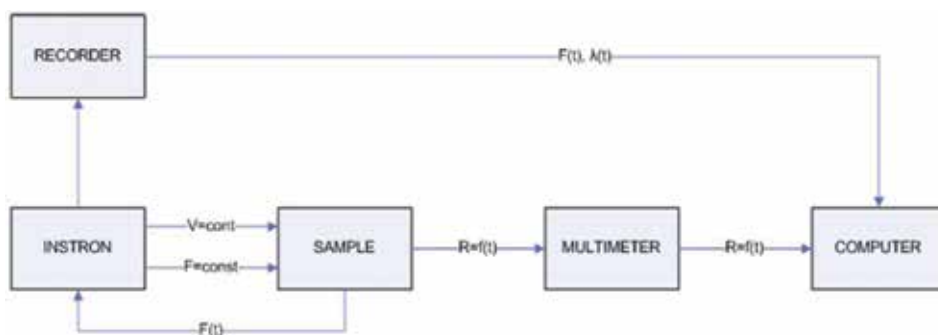 RECORDER
F(t), λ(t)
INSTRON
V=cont
F=const
SAMPLE
R=f(t)
MULTIMETER
R=f(t)
COMPUTER
F(t)